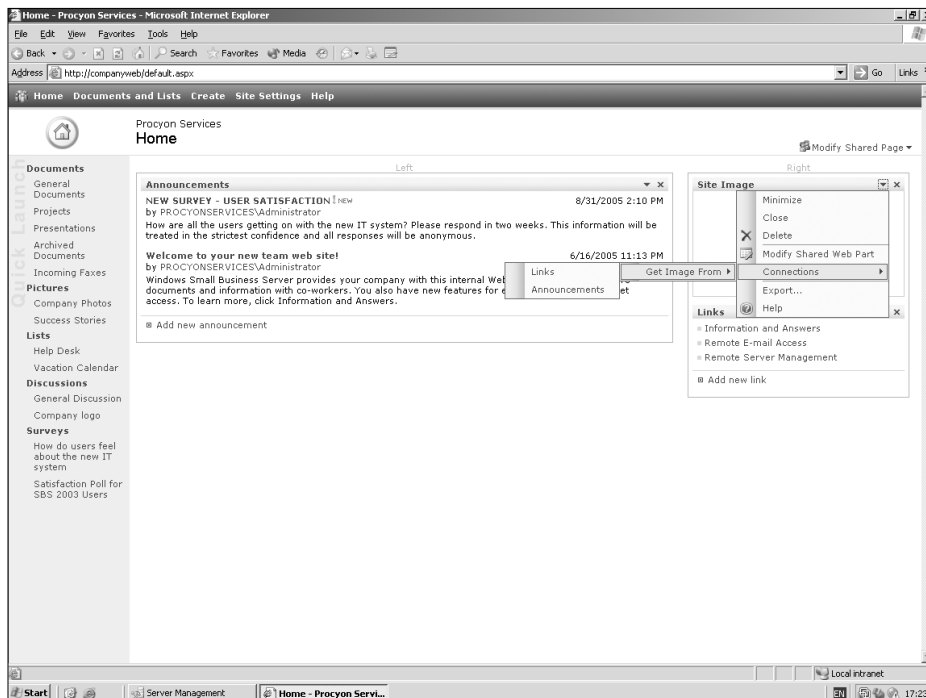 Home - Procyon Services - Microsoft Internet Explorer
File Edit View Favorites Tools Help
Back Search Favorites Media
Address http://companyweb/default.aspx Go Links
Home Documents and Lists Create Site Settings Help
Procyon Services
Home
Modify Shared Page
Quick Launch
Documents
General
Documents
Projects
Presentations
Archived
Documents
Incoming Faxes
Pictures
Company Photos
Success Stories
Lists
Help Desk
Vacation Calendar
Discussions
General Discussion
Company logo
Surveys
How do users feel
about the new IT
system
Satisfaction Poll for
SBS 2003 Users
Left
Announcements
NEW SURVEY - USER SATISFACTION ! NEW 8/31/2005 2:10 PM
by PROCYONSERVICES\Administrator
How are all the users getting on with the new IT system? Please respond in two weeks. This information will be
treated in the strictest confidence and all responses will be anonymous.
Welcome to your new team web site! 6/16/2005 11:13 PM
by PROCYONSERVICES\Administrator
Windows Small Business Server provides your company with this internal Web
documents and information with co-workers. You also have new features for
access. To learn more, click Information and Answers.
Add new announcement
Links
Announcements
Get Image From
Right
Site Image
Minimize
Close
Delete
Modify Shared Web Part
Connections
Export...
Help
Links
Information and Answers
Remote E-mail Access
Remote Server Management
Add new link
Local intranet
Start Server Management Home - Procyon Servi... EN 17:23